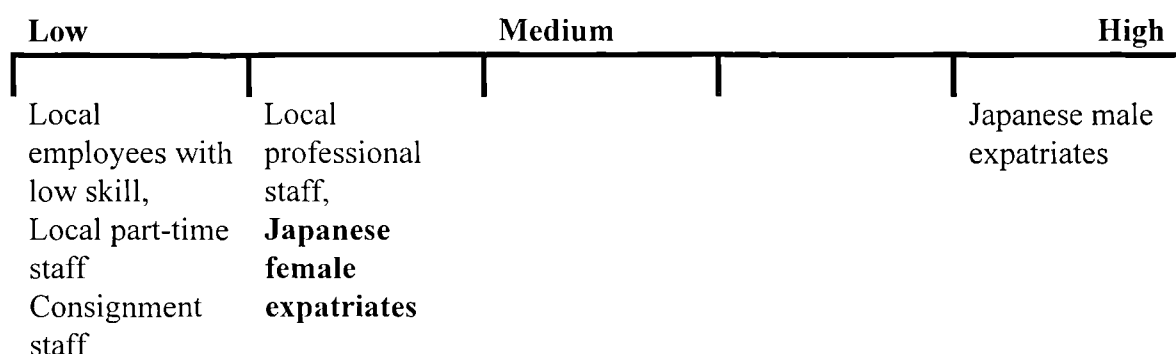 Low Medium High
Local
employees with
low skill,
Local part-time
staff
Consignment
staff
Local
professional
staff,
Japanese
female
expatriates
Japanese male
expatriates